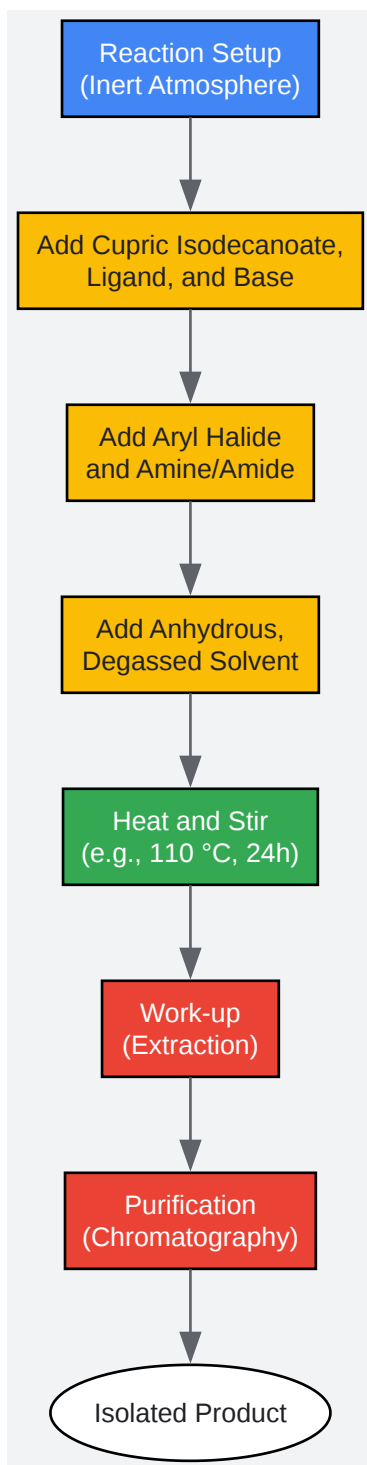 Reaction Setup
(Inert Atmosphere)
Add Cupric Isodecanoate,
Ligand, and Base
Add Aryl Halide
and Amine/Amide
Add Anhydrous,
Degassed Solvent
Heat and Stir
(e.g., 110 °C, 24h)
Work-up
(Extraction)
Purification
(Chromatography)
Isolated Product